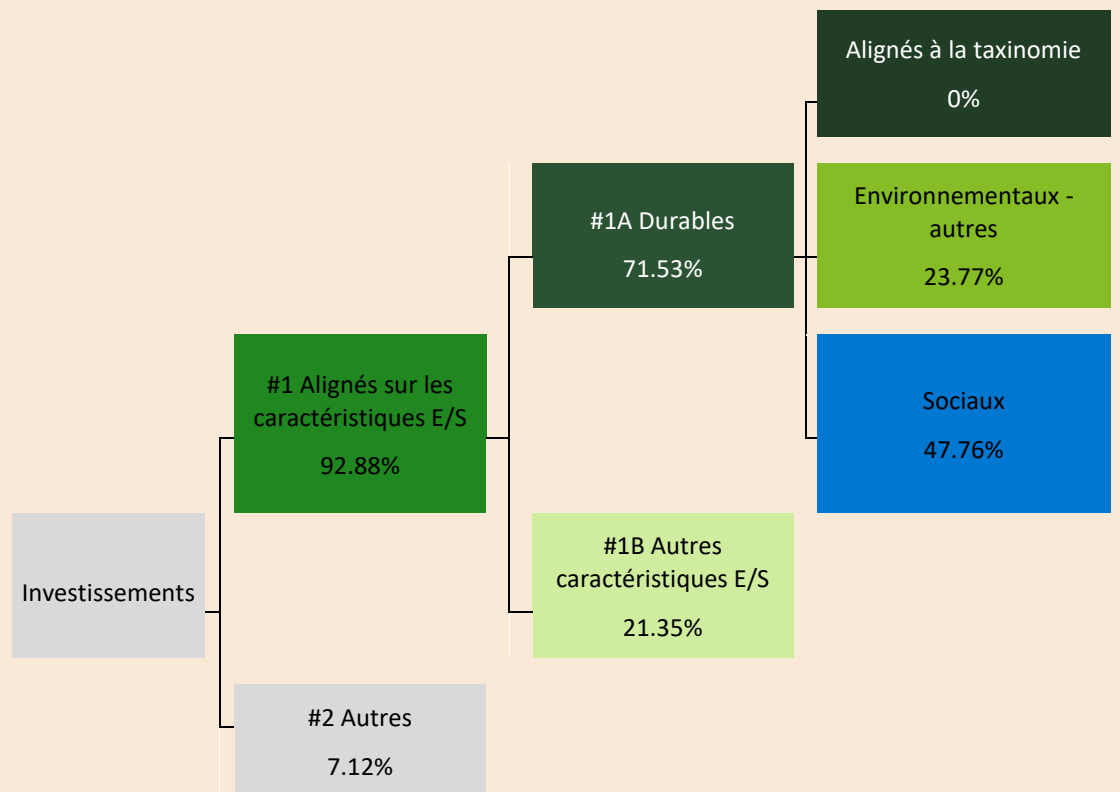 Alignés à la taxinomie
0%
#1A Durables
71.53%
Environnementaux -
autres
23.77%
#1 Alignés sur les
caractéristiques E/S
92.88%
Sociaux
47.76%
Investissements
#1B Autres
caractéristiques E/S
21.35%
#2 Autres
7.12%